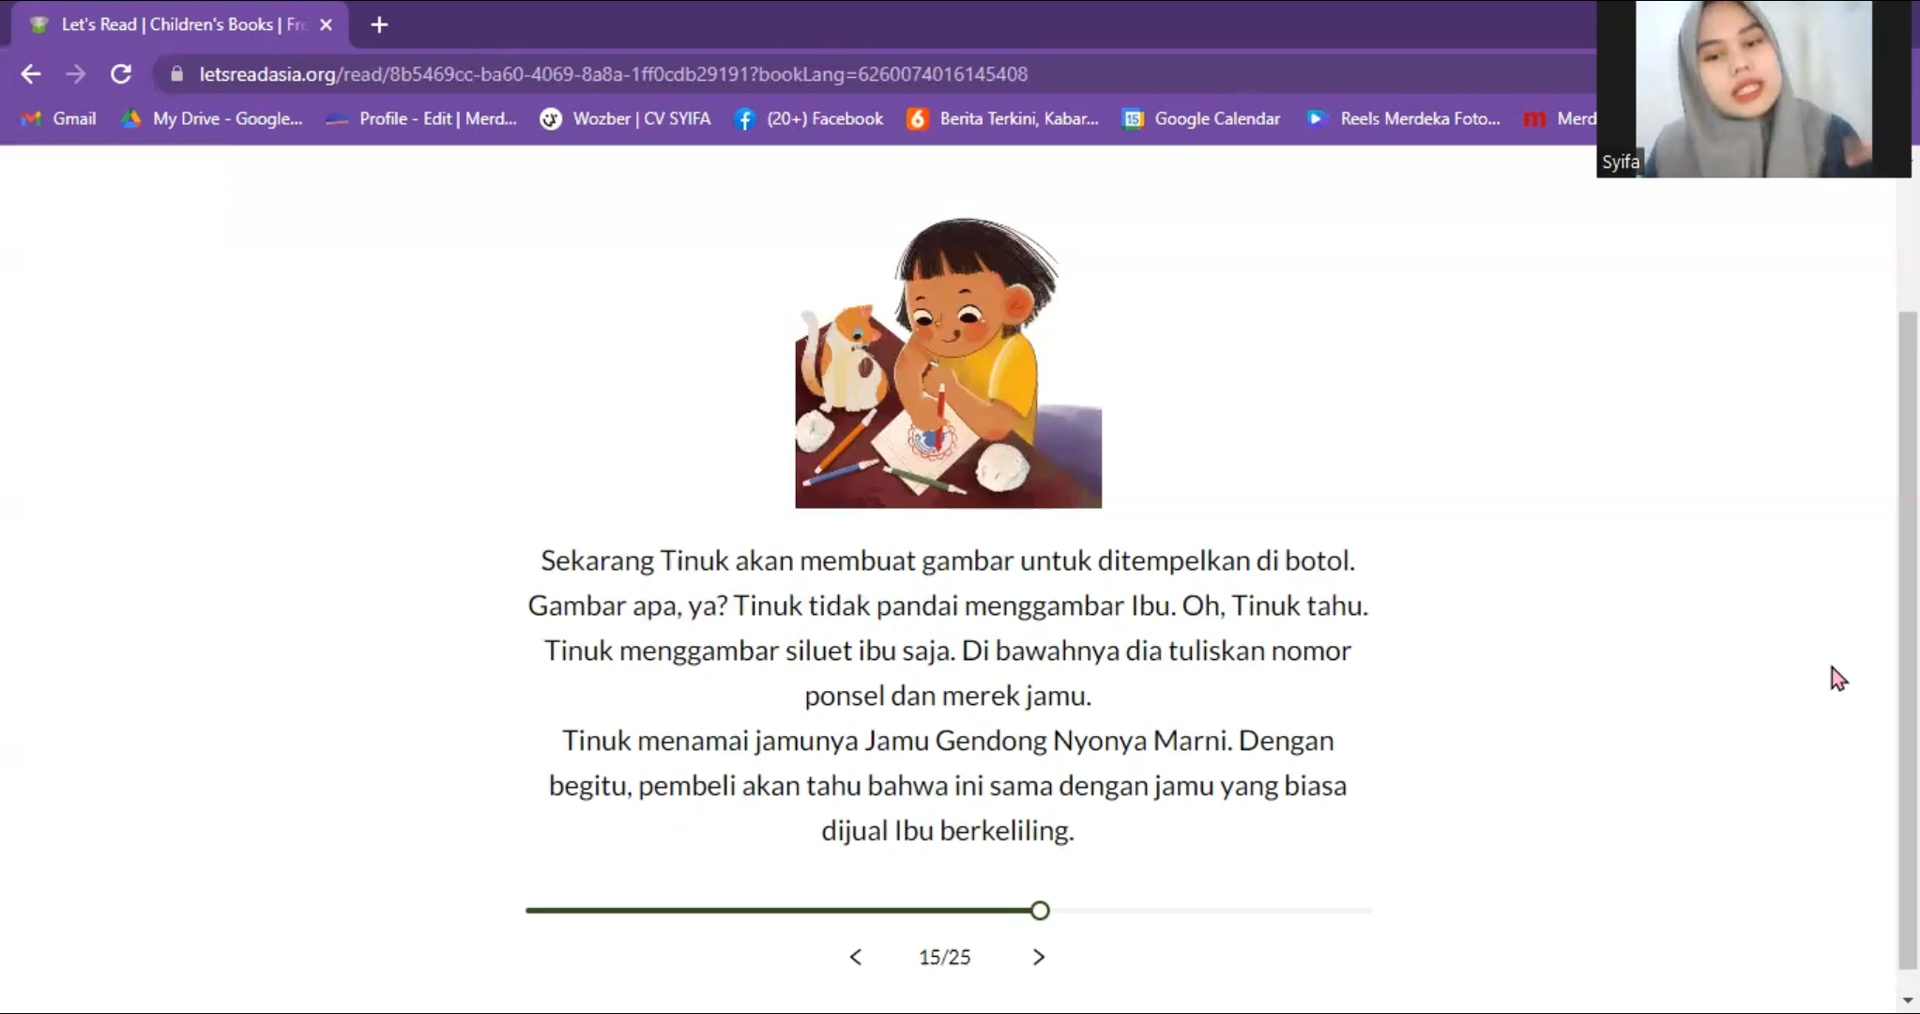 Let's Read | Children's Books | Fre
letsreadasia.org/read/8b5469cc-ba60-4069-8a8a-1ff0cdb29191?bookLang=6260074016145408
Gmail
My Drive - Google...
Profile - Edit | Merd...
Wozber | CV SYIFA
(20+) Facebook
6
Berita Terkini, Kabar...
15
Google Calendar
Reels Merdeka Foto...
m
Merd
Syifa
Sekarang Tinuk akan membuat gambar untuk ditempelkan di botol.
Gambar apa, ya? Tinuk tidak pandai menggambar Ibu. Oh, Tinuk tahu.
Tinuk menggambar siluet ibu saja. Di bawahnya dia tuliskan nomor
ponsel dan merek jamu.
Tinuk menamai jamunya Jamu Gendong Nyonya Marni. Dengan
begitu, pembeli akan tahu bahwa ini sama dengan jamu yang biasa
dijual Ibu berkeliling.
15/25